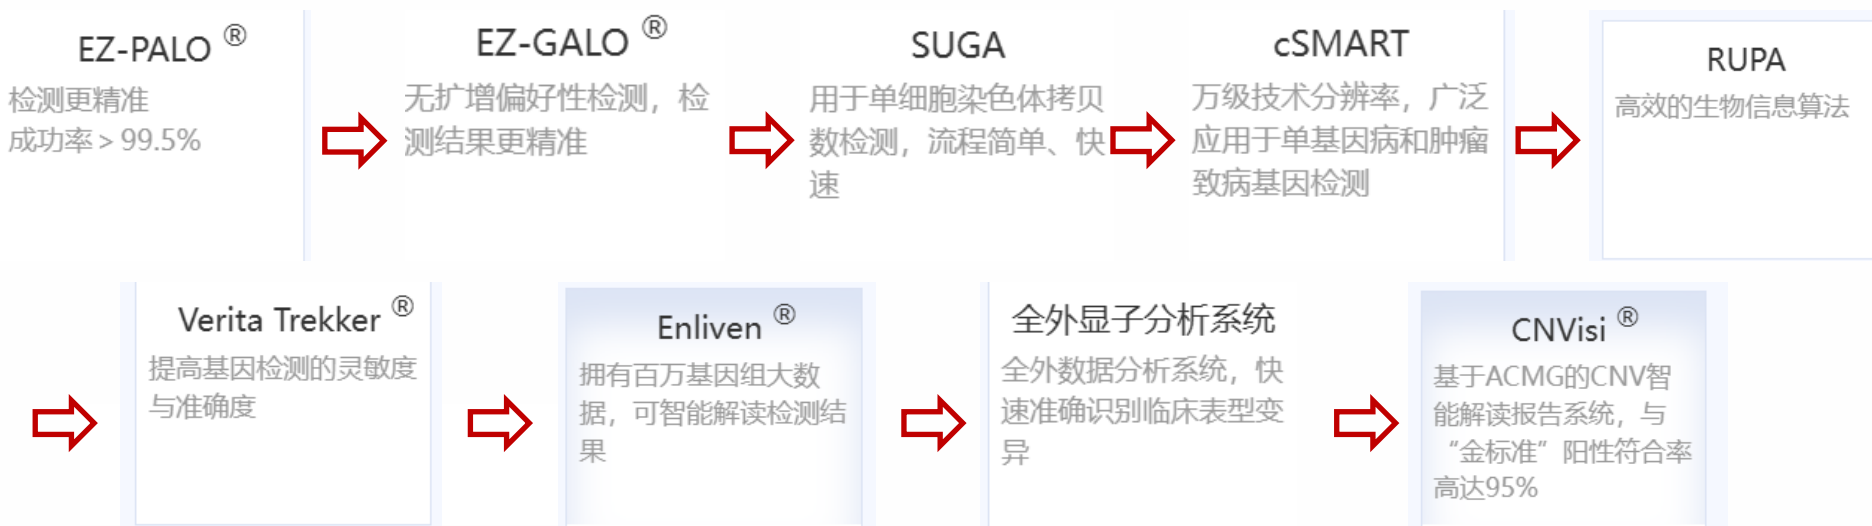 EZ-PALO ®
检测更精准
成功率＞99.5%
EZ-GALO ®
无扩增偏好性检测，检
测结果更精准
SUGA
用于单细胞染色体拷贝
数检测，流程简单、快
速
cSMART
万级技术分辨率，广泛
应用于单基因病和肿瘤
致病基因检测
RUPA
高效的生物信息算法
Verita Trekker ®
提高基因检测的灵敏度
与准确度
Enliven ®
拥有百万基因组大数
据，可智能解读检测结
果
全外显子分析系统
全外数据分析系统，快
速准确识别临床表型变
异
CNVisi ®
基于ACMG的CNV智
能解读报告系统，与
“金标准”阳性符合率
高达95%